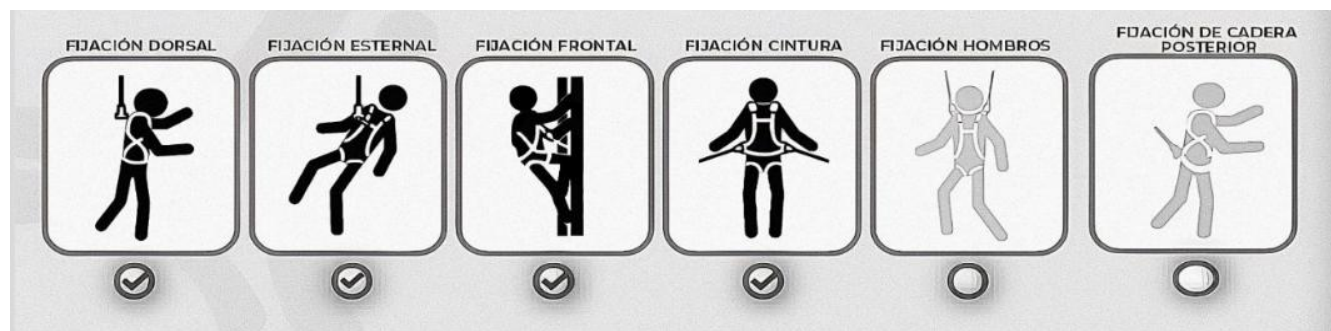 FIJACIÓN DORSAL
FIJACIÓN ESTERNAL
FIJACIÓN FRONTAL
FIJACIÓN CINTURA
FIJACIÓN HOMBROS
FIJACIÓN DE CADERA
POSTERIOR